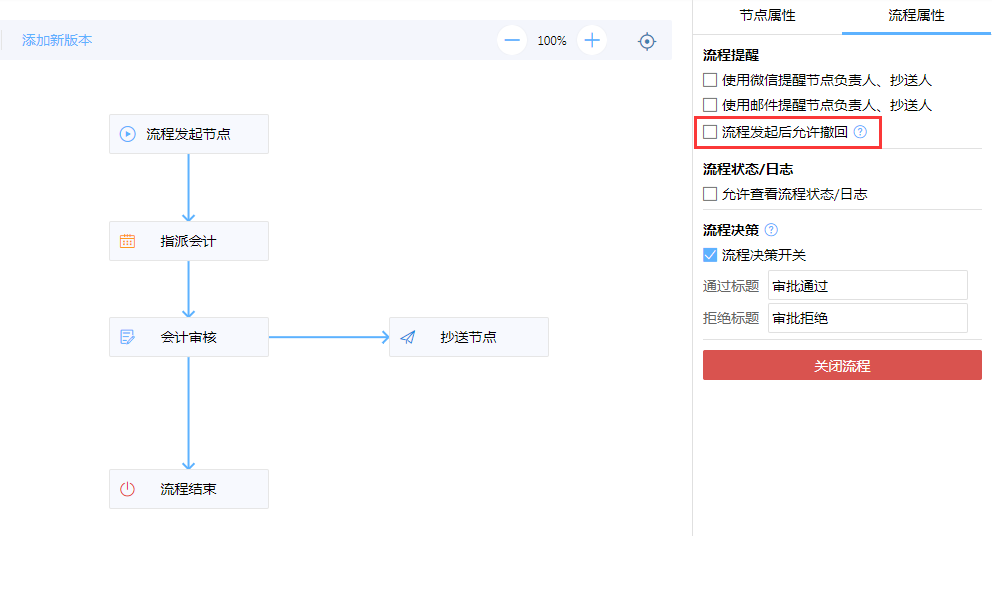 添加新版本
100%
流程发起节点
指派会计
会计审核
抄送节点
流程结束
节点属性
流程属性
流程提醒
使用微信提醒节点负责人、抄送人
使用邮件提醒节点负责人、抄送人
流程发起后允许撤回 ?
流程状态/日志
允许查看流程状态/日志
流程决策 ?
流程决策开关
通过标题 审批通过
拒绝标题 审批拒绝
关闭流程